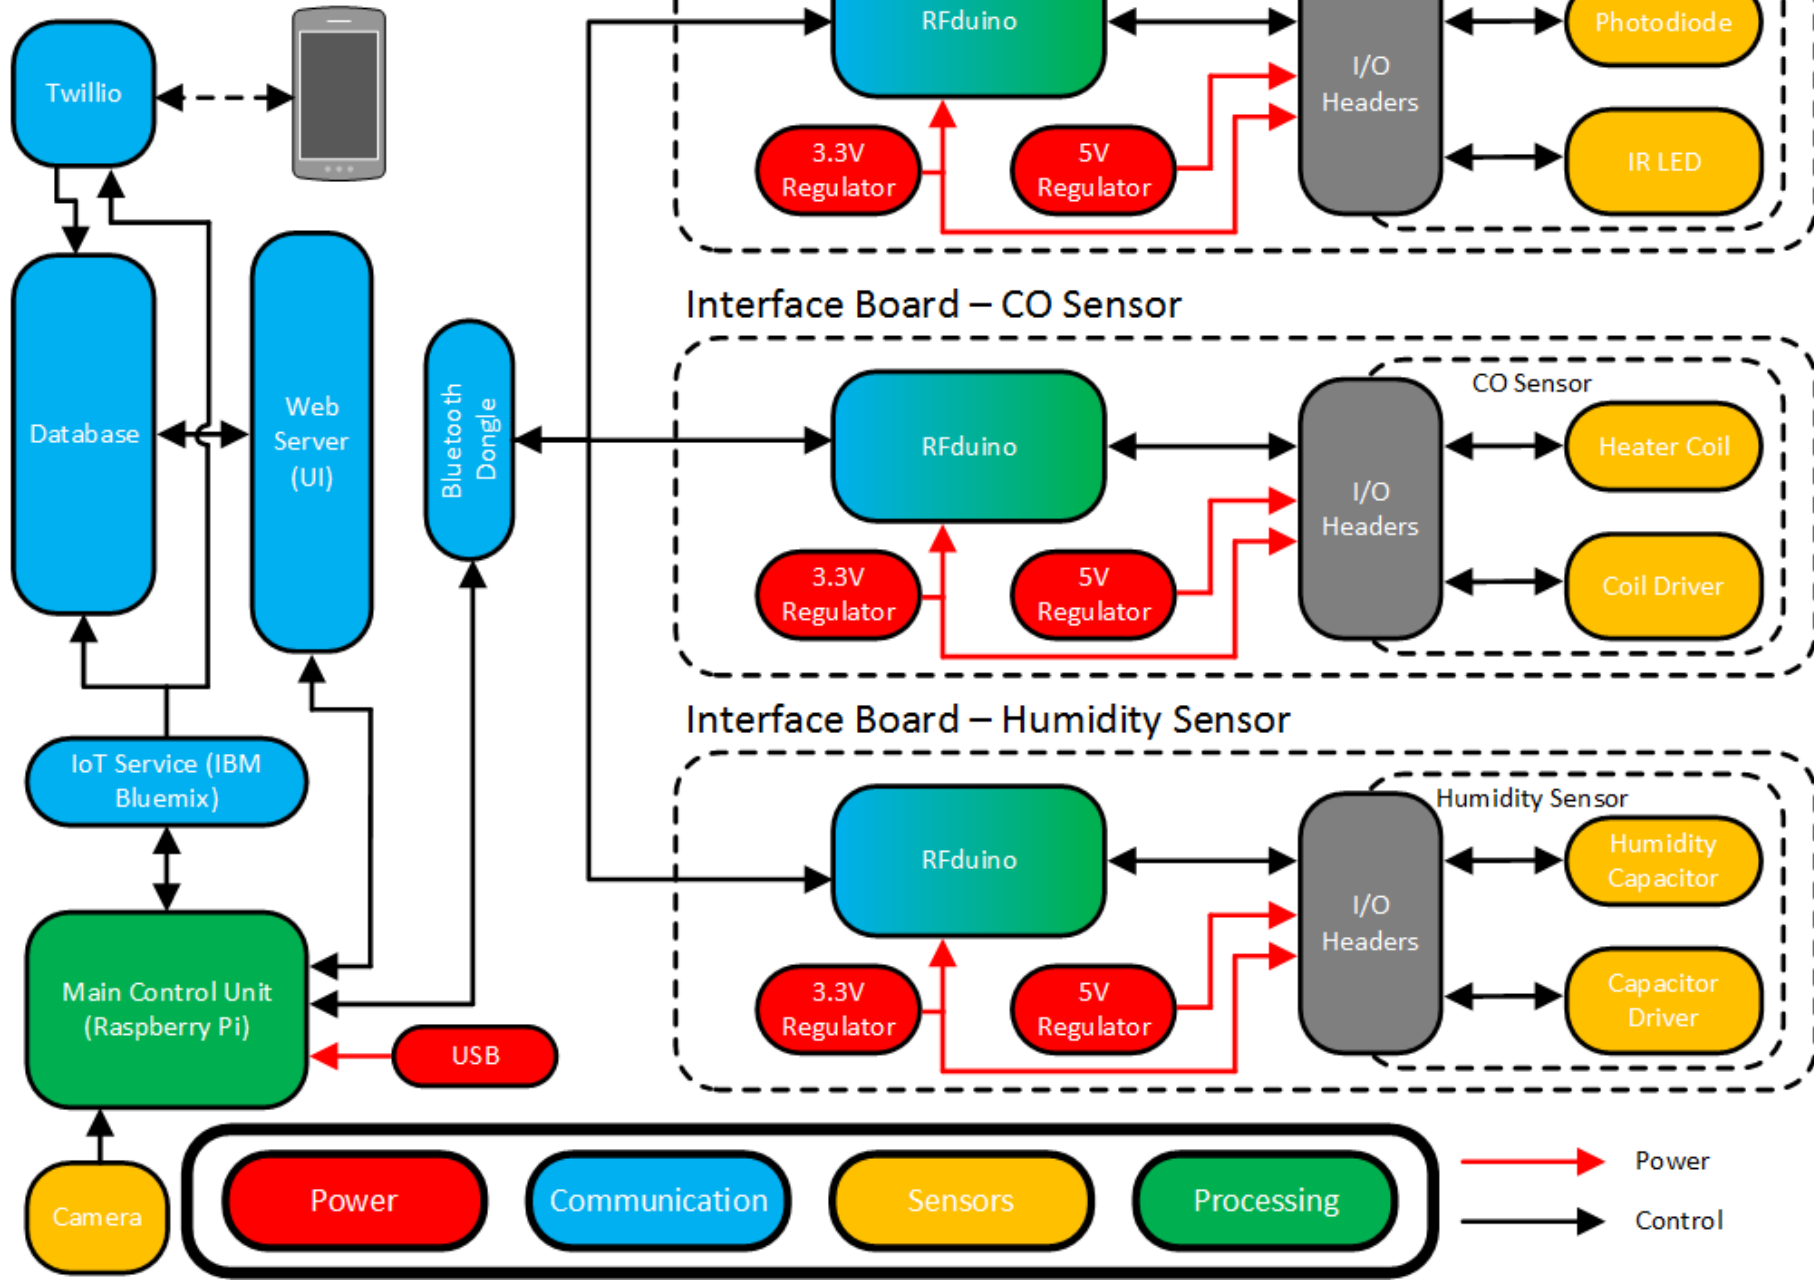 Twillio
Database
Web
Server
(UI)
Bluetooth
Dongle
IoT Service (IBM
Bluemix)
Main Control Unit
(Raspberry Pi)
USB
Camera
RFduino
3.3V
Regulator
5V
Regulator
I/O
Headers
Photodiode
IR LED
Interface Board – CO Sensor
RFduino
3.3V
Regulator
5V
Regulator
I/O
Headers
CO Sensor
Heater Coil
Coil Driver
Interface Board – Humidity Sensor
RFduino
3.3V
Regulator
5V
Regulator
I/O
Headers
Humidity Sensor
Humidity
Capacitor
Capacitor
Driver
Power
Communication
Sensors
Processing
Power
Control